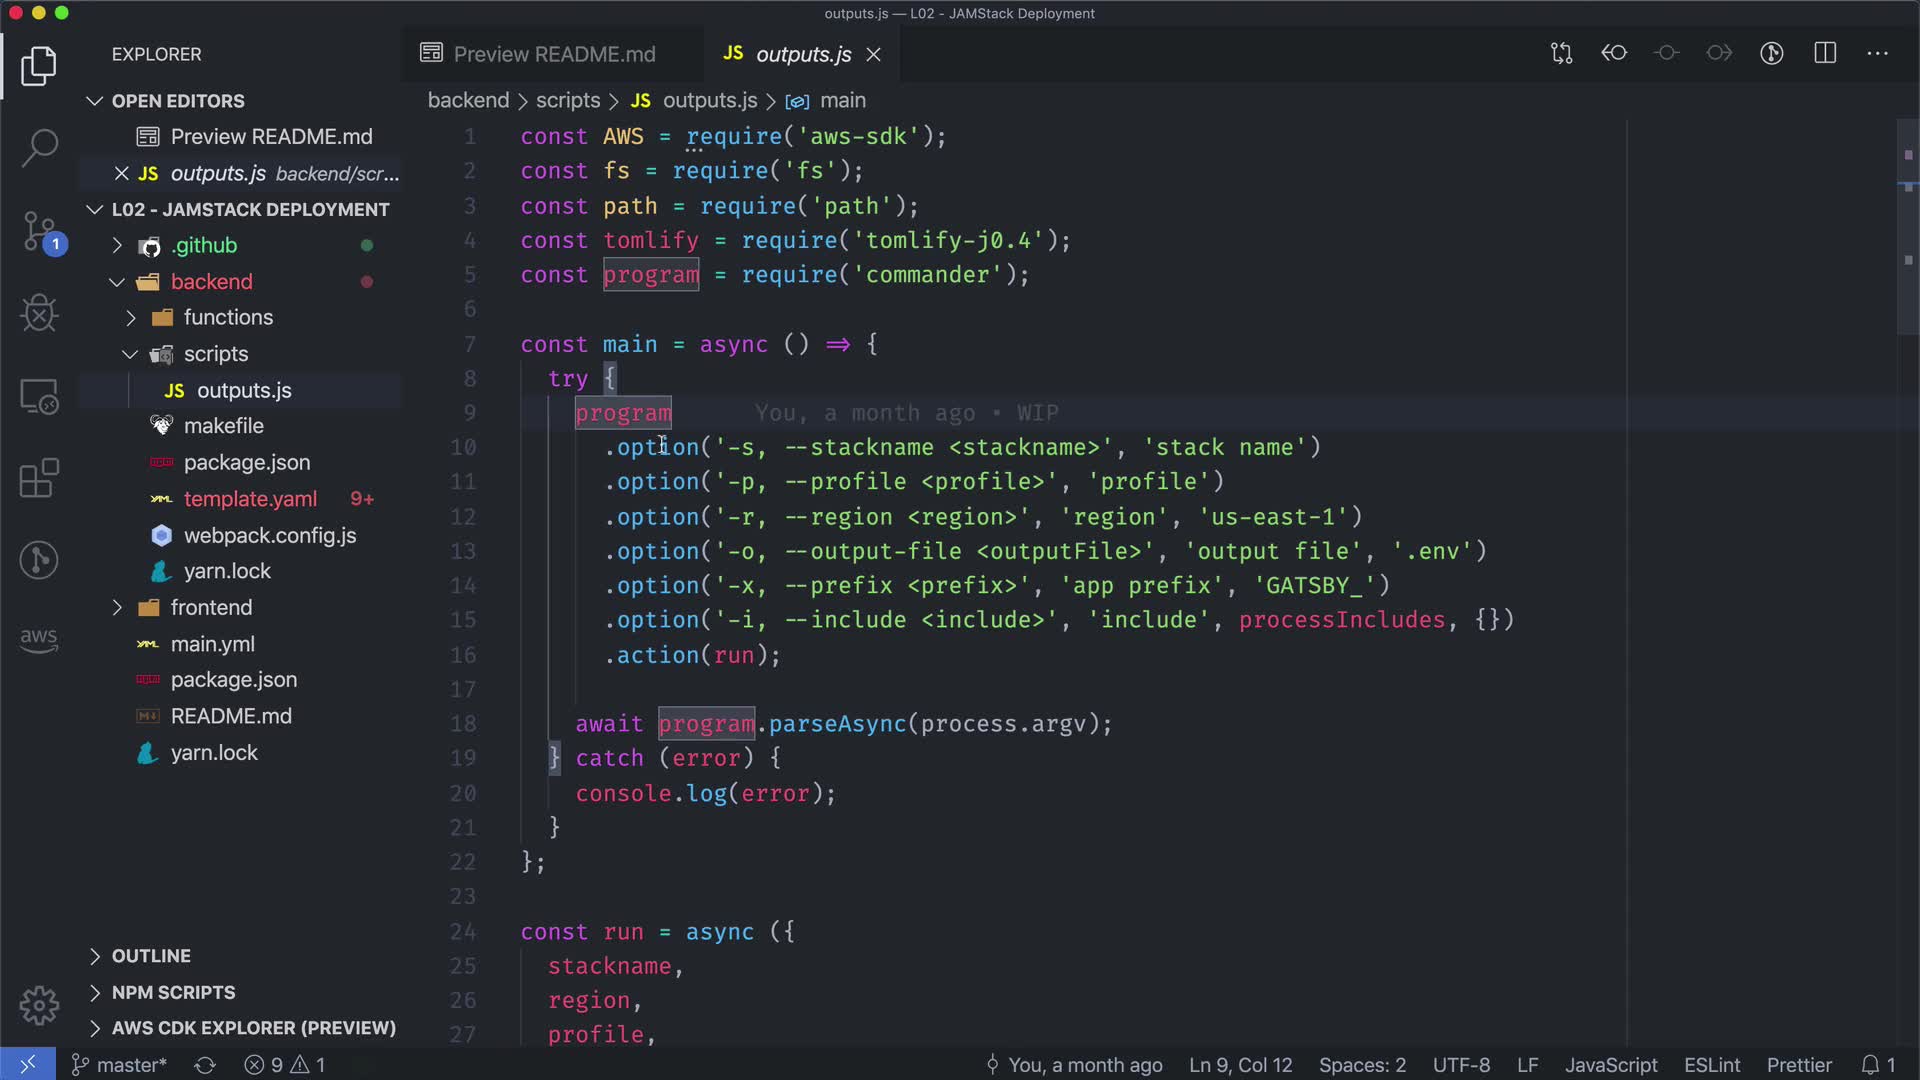 outputs.js — L02 - JAMStack Deployment
EXPLORER
Preview README.md
JS outputs.js
OPEN EDITORS
Preview README.md
JS outputs.js backend/scr...
L02 - JAMSTACK DEPLOYMENT
.github
backend
functions
scripts
JS outputs.js
makefile
package.json
YAML template.yaml 9+
webpack.config.js
yarn.lock
frontend
YAML main.yml
package.json
README.md
yarn.lock
OUTLINE
NPM SCRIPTS
AWS CDK EXPLORER (PREVIEW)
1
aws
backend > scripts > JS outputs.js > main
1 const AWS = require('aws-sdk');
2 const fs = require('fs');
3 const path = require('path');
4 const tomlify = require('tomlify-j0.4');
5 const program = require('commander');
6
7 const main = async () => {
8 try {
9 program You, a month ago • WIP
10 .option('-s, --stackname <stackname>', 'stack name')
11 .option('-p, --profile <profile>', 'profile')
12 .option('-r, --region <region>', 'region', 'us-east-1')
13 .option('-o, --output-file <outputFile>', 'output file', '.env')
14 .option('-x, --prefix <prefix>', 'app prefix', 'GATSBY_')
15 .option('-i, --include <include>', 'include', processIncludes, {})
16 .action(run);
17
18 await program.parseAsync(process.argv);
19 } catch (error) {
20 console.log(error);
21 }
22 };
23
24 const run = async ({
25 stackname,
26 region,
27 profile,
master* 9 1 You, a month ago Ln 9, Col 12 Spaces: 2 UTF-8 LF JavaScript ESLint Prettier 1